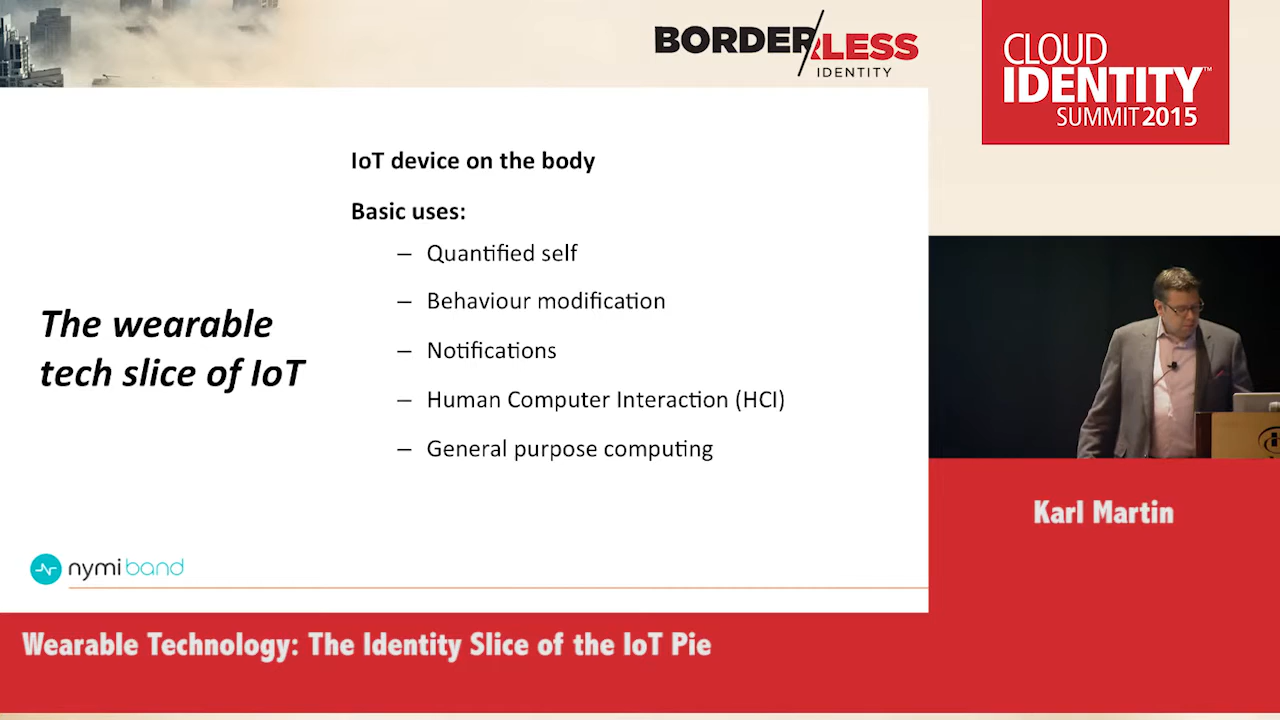 BORDERLESS
IDENTITY
CLOUD
IDENTITY™
SUMMIT 2015
IoT device on the body
Basic uses:
– Quantified self
– Behaviour modification
– Notifications
– Human Computer Interaction (HCI)
– General purpose computing
The wearable
tech slice of IoT
nymi band
Karl Martin
Wearable Technology: The Identity Slice of the IoT Pie